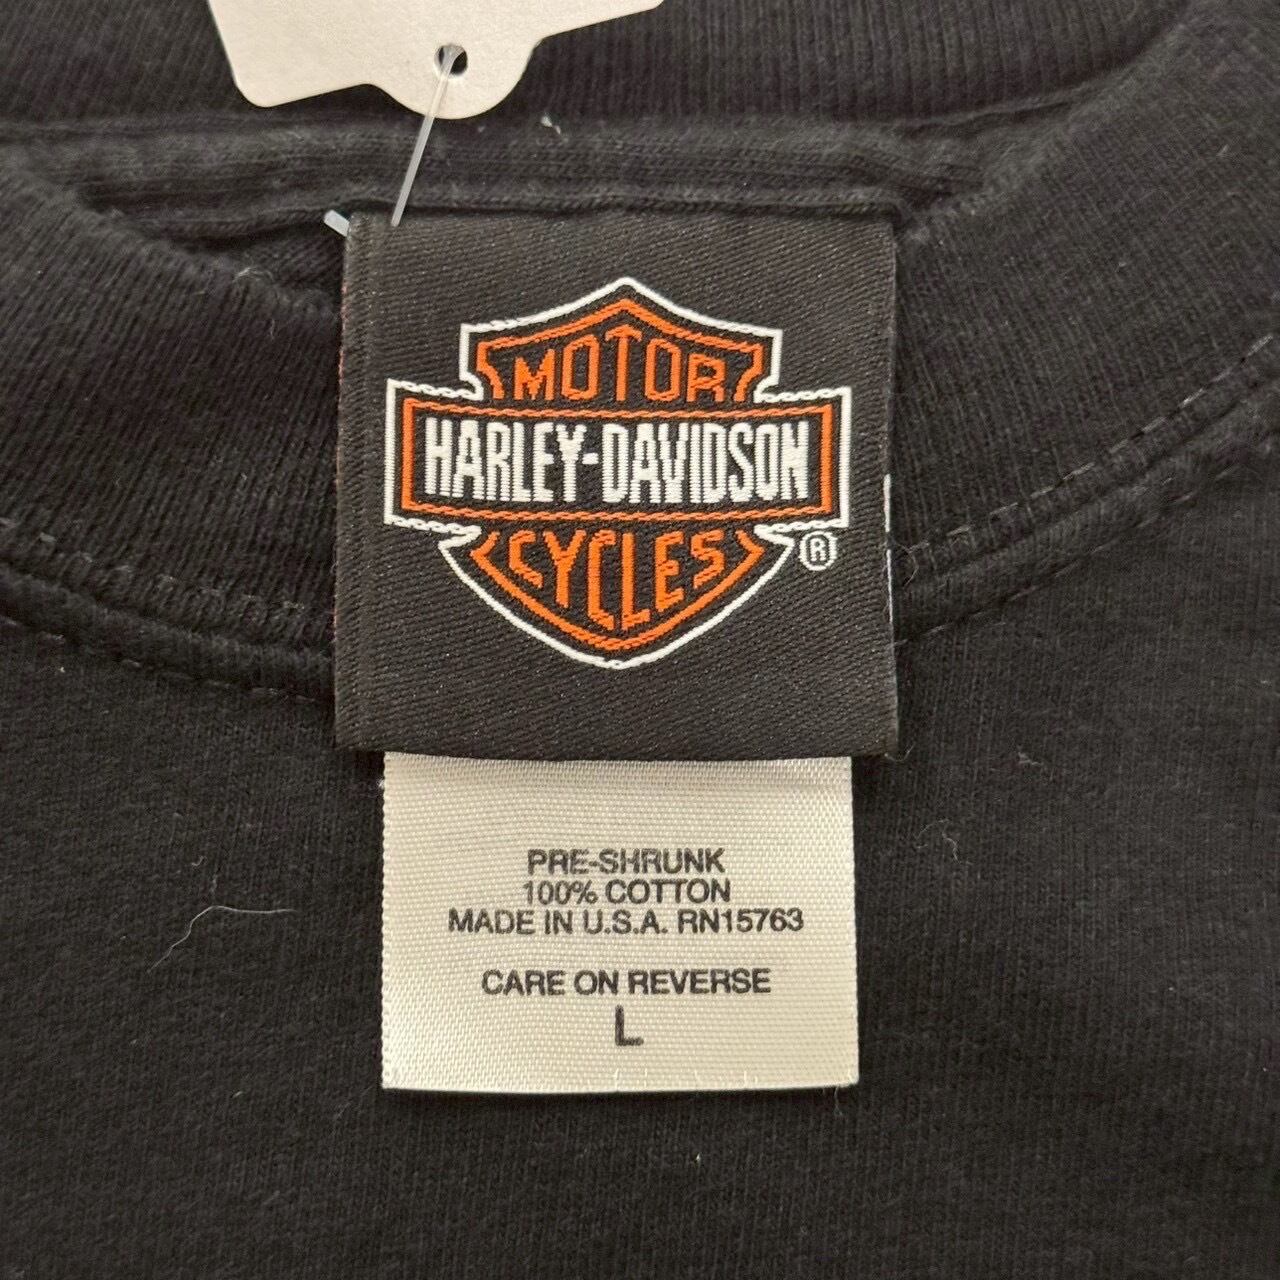 MOTOR
HARLEY-DAVIDSON
CYCLES
®
PRE-SHRUNK
100% COTTON
MADE IN U.S.A. RN15763
CARE ON REVERSE
L